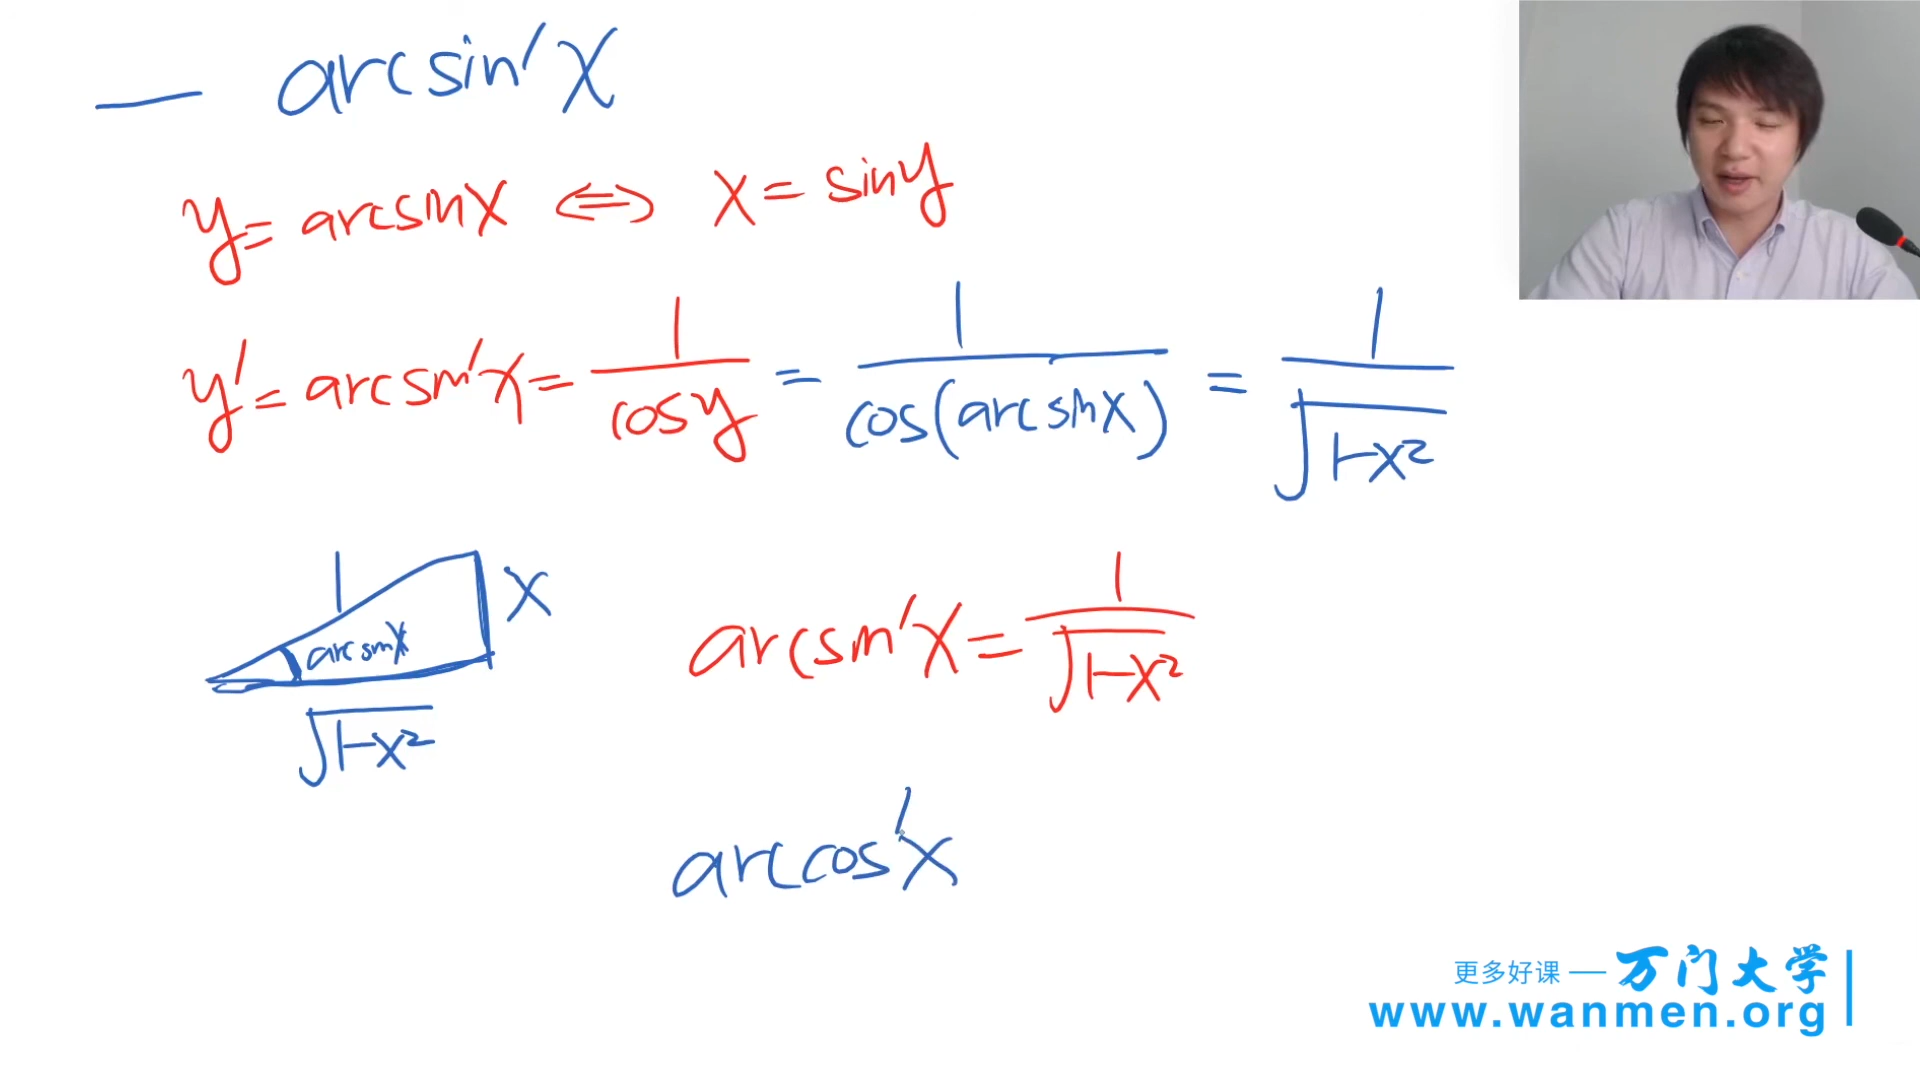 — arcsin'x
y = arcsinx ⇔ x = siny
y' = arcsin'x = 1/cosy = 1/cos(arcsinx) = 1/√(1-x²)
1
x
arcsinx
√(1-x²)
arcsin'x = 1/√(1-x²)
arccos'x
更多好课 — 万门大学
www.wanmen.org